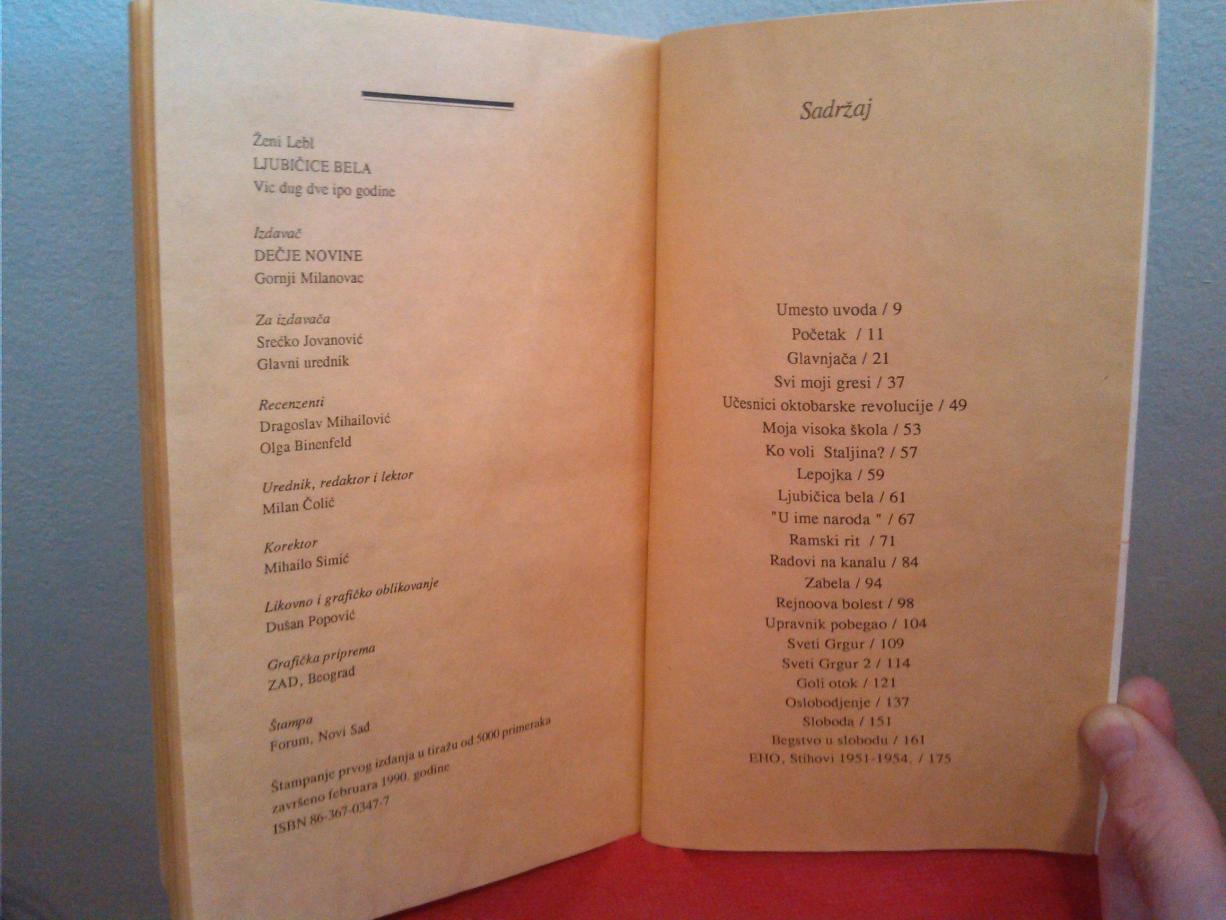 Ženi Lebl
LJUBIČICE BELA
Vic dug dve ipo godine
Izdavač
DEČJE NOVINE
Gornji Milanovac
Za izdavača
Srećko Jovanović
Glavni urednik
Recenzenti
Dragoslav Mihailović
Olga Binenfeld
Urednik, redaktor i lektor
Milan Čolić
Korektor
Mihailo Simić
Likovno i grafičko oblikovanje
Dušan Popović
Grafička priprema
ZAD, Beograd
Štampa
Forum, Novi Sad
Štampanje prvog izdanja u tiražu od 5000 primeraka
završeno februara 1990. godine
ISBN 86-367-0347-7
Sadržaj
Umesto uvoda / 9
Početak / 11
Glavnjača / 21
Svi moji gresi / 37
Učesnici oktobarske revolucije / 49
Moja visoka škola / 53
Ko voli Staljina? / 57
Lepojka / 59
Ljubičica bela / 61
"U ime naroda " / 67
Ramski rit / 71
Radovi na kanalu / 84
Zabela / 94
Rejnoova bolest / 98
Upravnik pobegao / 104
Sveti Grgur / 109
Sveti Grgur 2 / 114
Goli otok / 121
Oslobodjenje / 137
Sloboda / 151
Begstvo u slobodu / 161
EHO, Stihovi 1951-1954. / 175